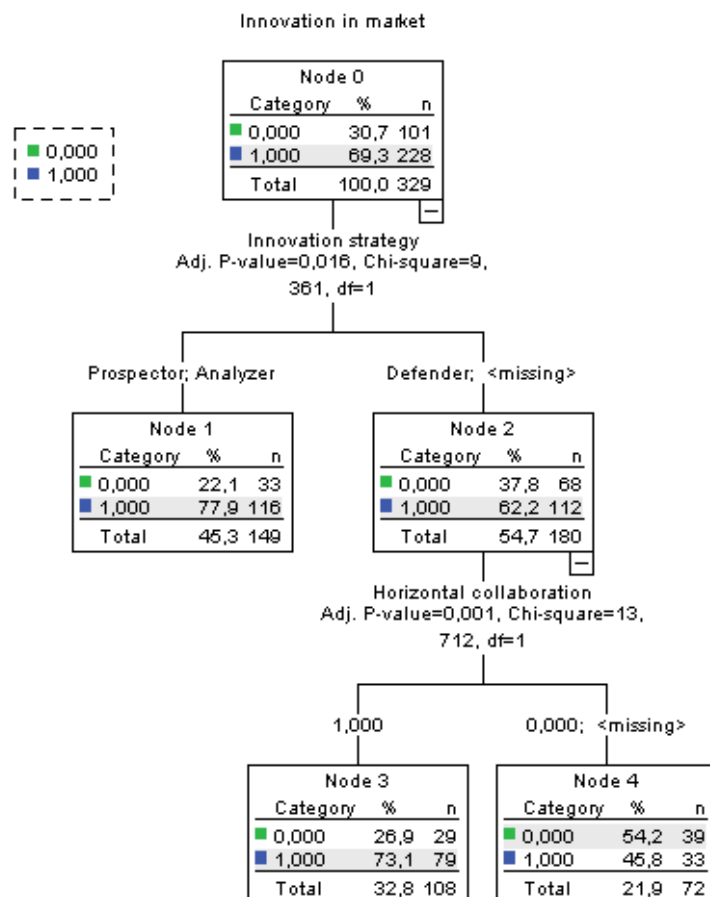 Innovation in market
Node 0
Category % n
0,000 30,7 101
1,000 69,3 228
Total 100,0 329
0,000
1,000
Innovation strategy
Adj. P-value=0,016, Chi-square=9,
361, df=1
Prospector; Analyzer
Defender; <missing>
Node 1
Category % n
0,000 22,1 33
1,000 77,9 116
Total 45,3 149
Node 2
Category % n
0,000 37,8 68
1,000 62,2 112
Total 54,7 180
Horizontal collaboration
Adj. P-value=0,001, Chi-square=13,
712, df=1
1,000
0,000; <missing>
Node 3
Category % n
0,000 26,9 29
1,000 73,1 79
Total 32,8 108
Node 4
Category % n
0,000 54,2 39
1,000 45,8 33
Total 21,9 72